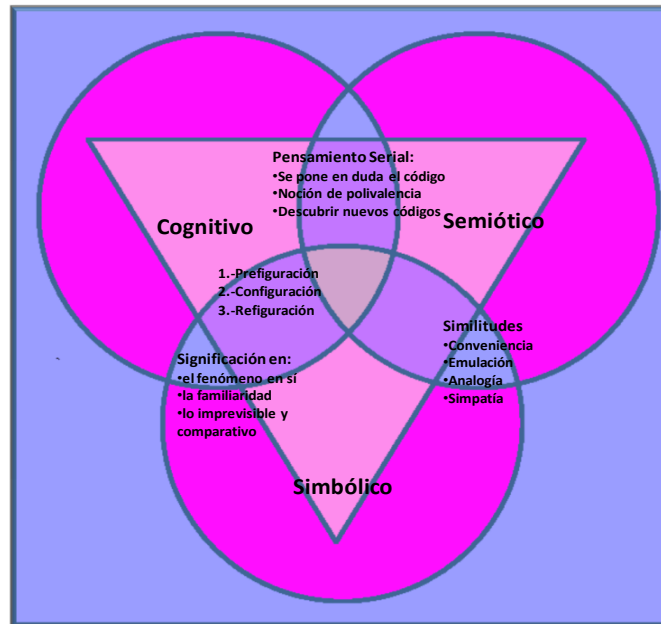 Pensamiento Serial:
•Se pone en duda el código
•Noción de polivalencia
•Descubrir nuevos códigos
Cognitivo
Semiótico
1.-Prefiguración
2.-Configuración
3.-Refiguración
Similitudes
•Conveniencia
•Emulación
•Analogía
•Simpatía
Significación en:
•el fenómeno en sí
•la familiaridad
•lo imprevisible y
comparativo
Simbólico